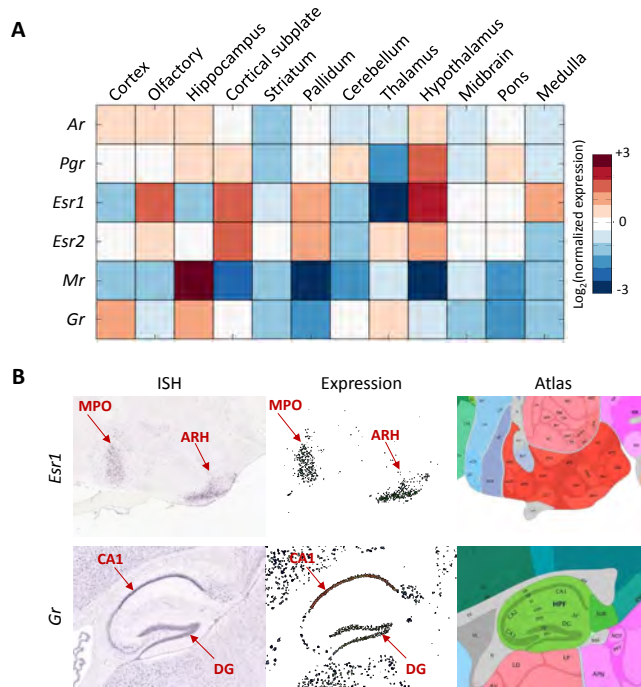 A
Cortex
Olfactory
Hippocampus
Cortical subplate
Striatum
Pallidum
Cerebellum
Thalamus
Hypothalamus
Midbrain
Pons
Medulla
Ar
Pgr
Esr1
Esr2
Mr
Gr
+3
0
-3
Log2(normalized expression)
B
ISH Expression Atlas
Esr1
MPO
ARH
MPO
ARH
Gr
CA1
DG
CA1
DG
CA1
HPF
DG